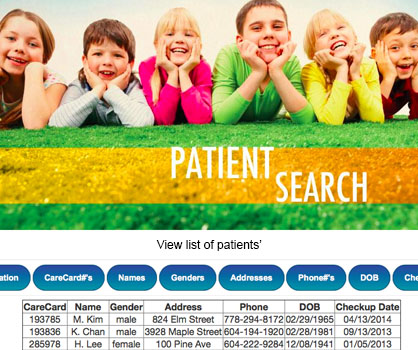 PATIENT
SEARCH
View list of patients'
ation CareCard#'s Names Genders Addresses Phone#'s DOB Che
CareCard Name Gender Address Phone DOB Checkup Date
193785 M. Kim male 824 Elm Street 778-294-8172 02/29/1965 04/13/2014
193836 K. Chan male 3928 Maple Street 604-194-1920 02/28/1981 09/13/2013
285978 H. Lee female 100 Pine Ave 604-222-9284 12/08/1941 01/05/2013